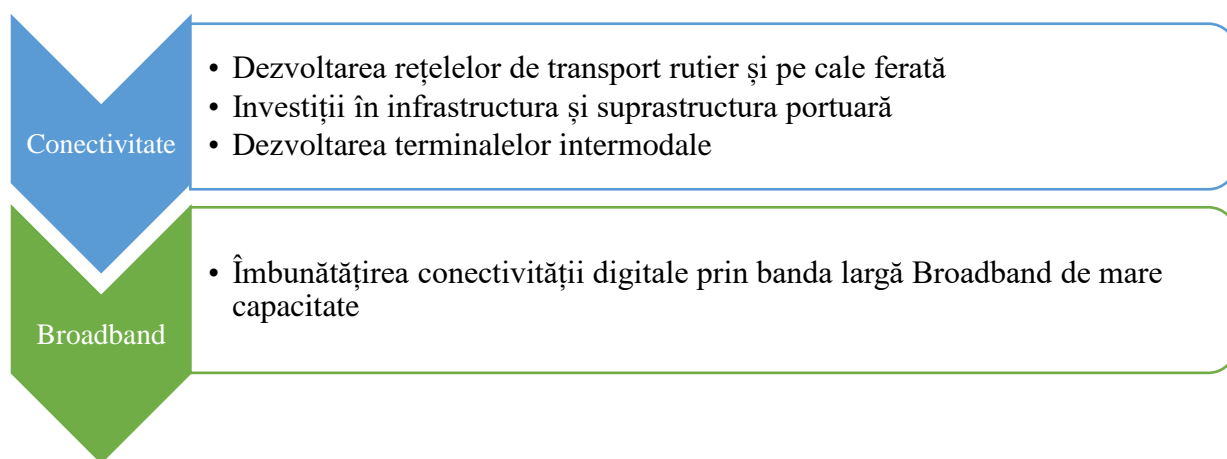 Conectivitate
• Dezvoltarea rețelelor de transport rutier și pe cale ferată
• Investiții în infrastructura și suprastructura portuară
• Dezvoltarea terminalelor intermodale
Broadband
• Îmbunătățirea conectivității digitale prin banda largă Broadband de mare
capacitate